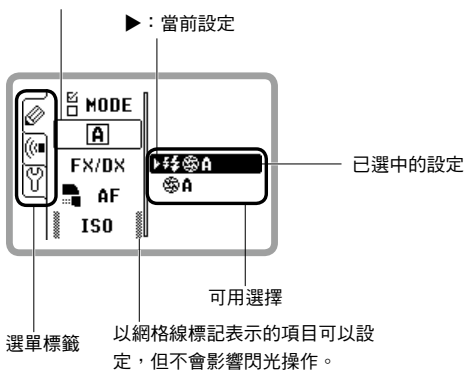 ▶：當前設定
MODE
A
FX/DX
AF
ISO
A
A
已選中的設定
可用選擇
選單標籤
以網格線標記表示的項目可以設
定，但不會影響閃光操作。